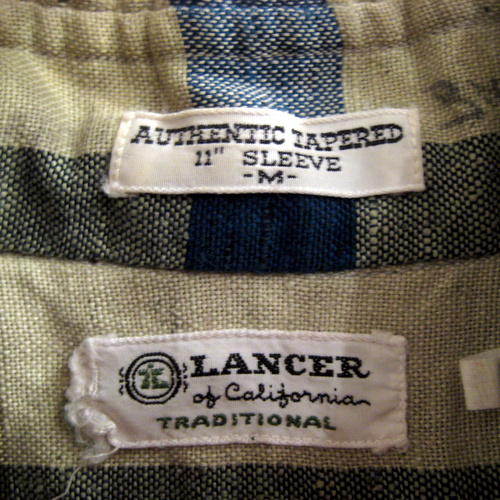 AUTHENTIC TAPERED
11" SLEEVE
-M-
LANCER
of California
TRADITIONAL